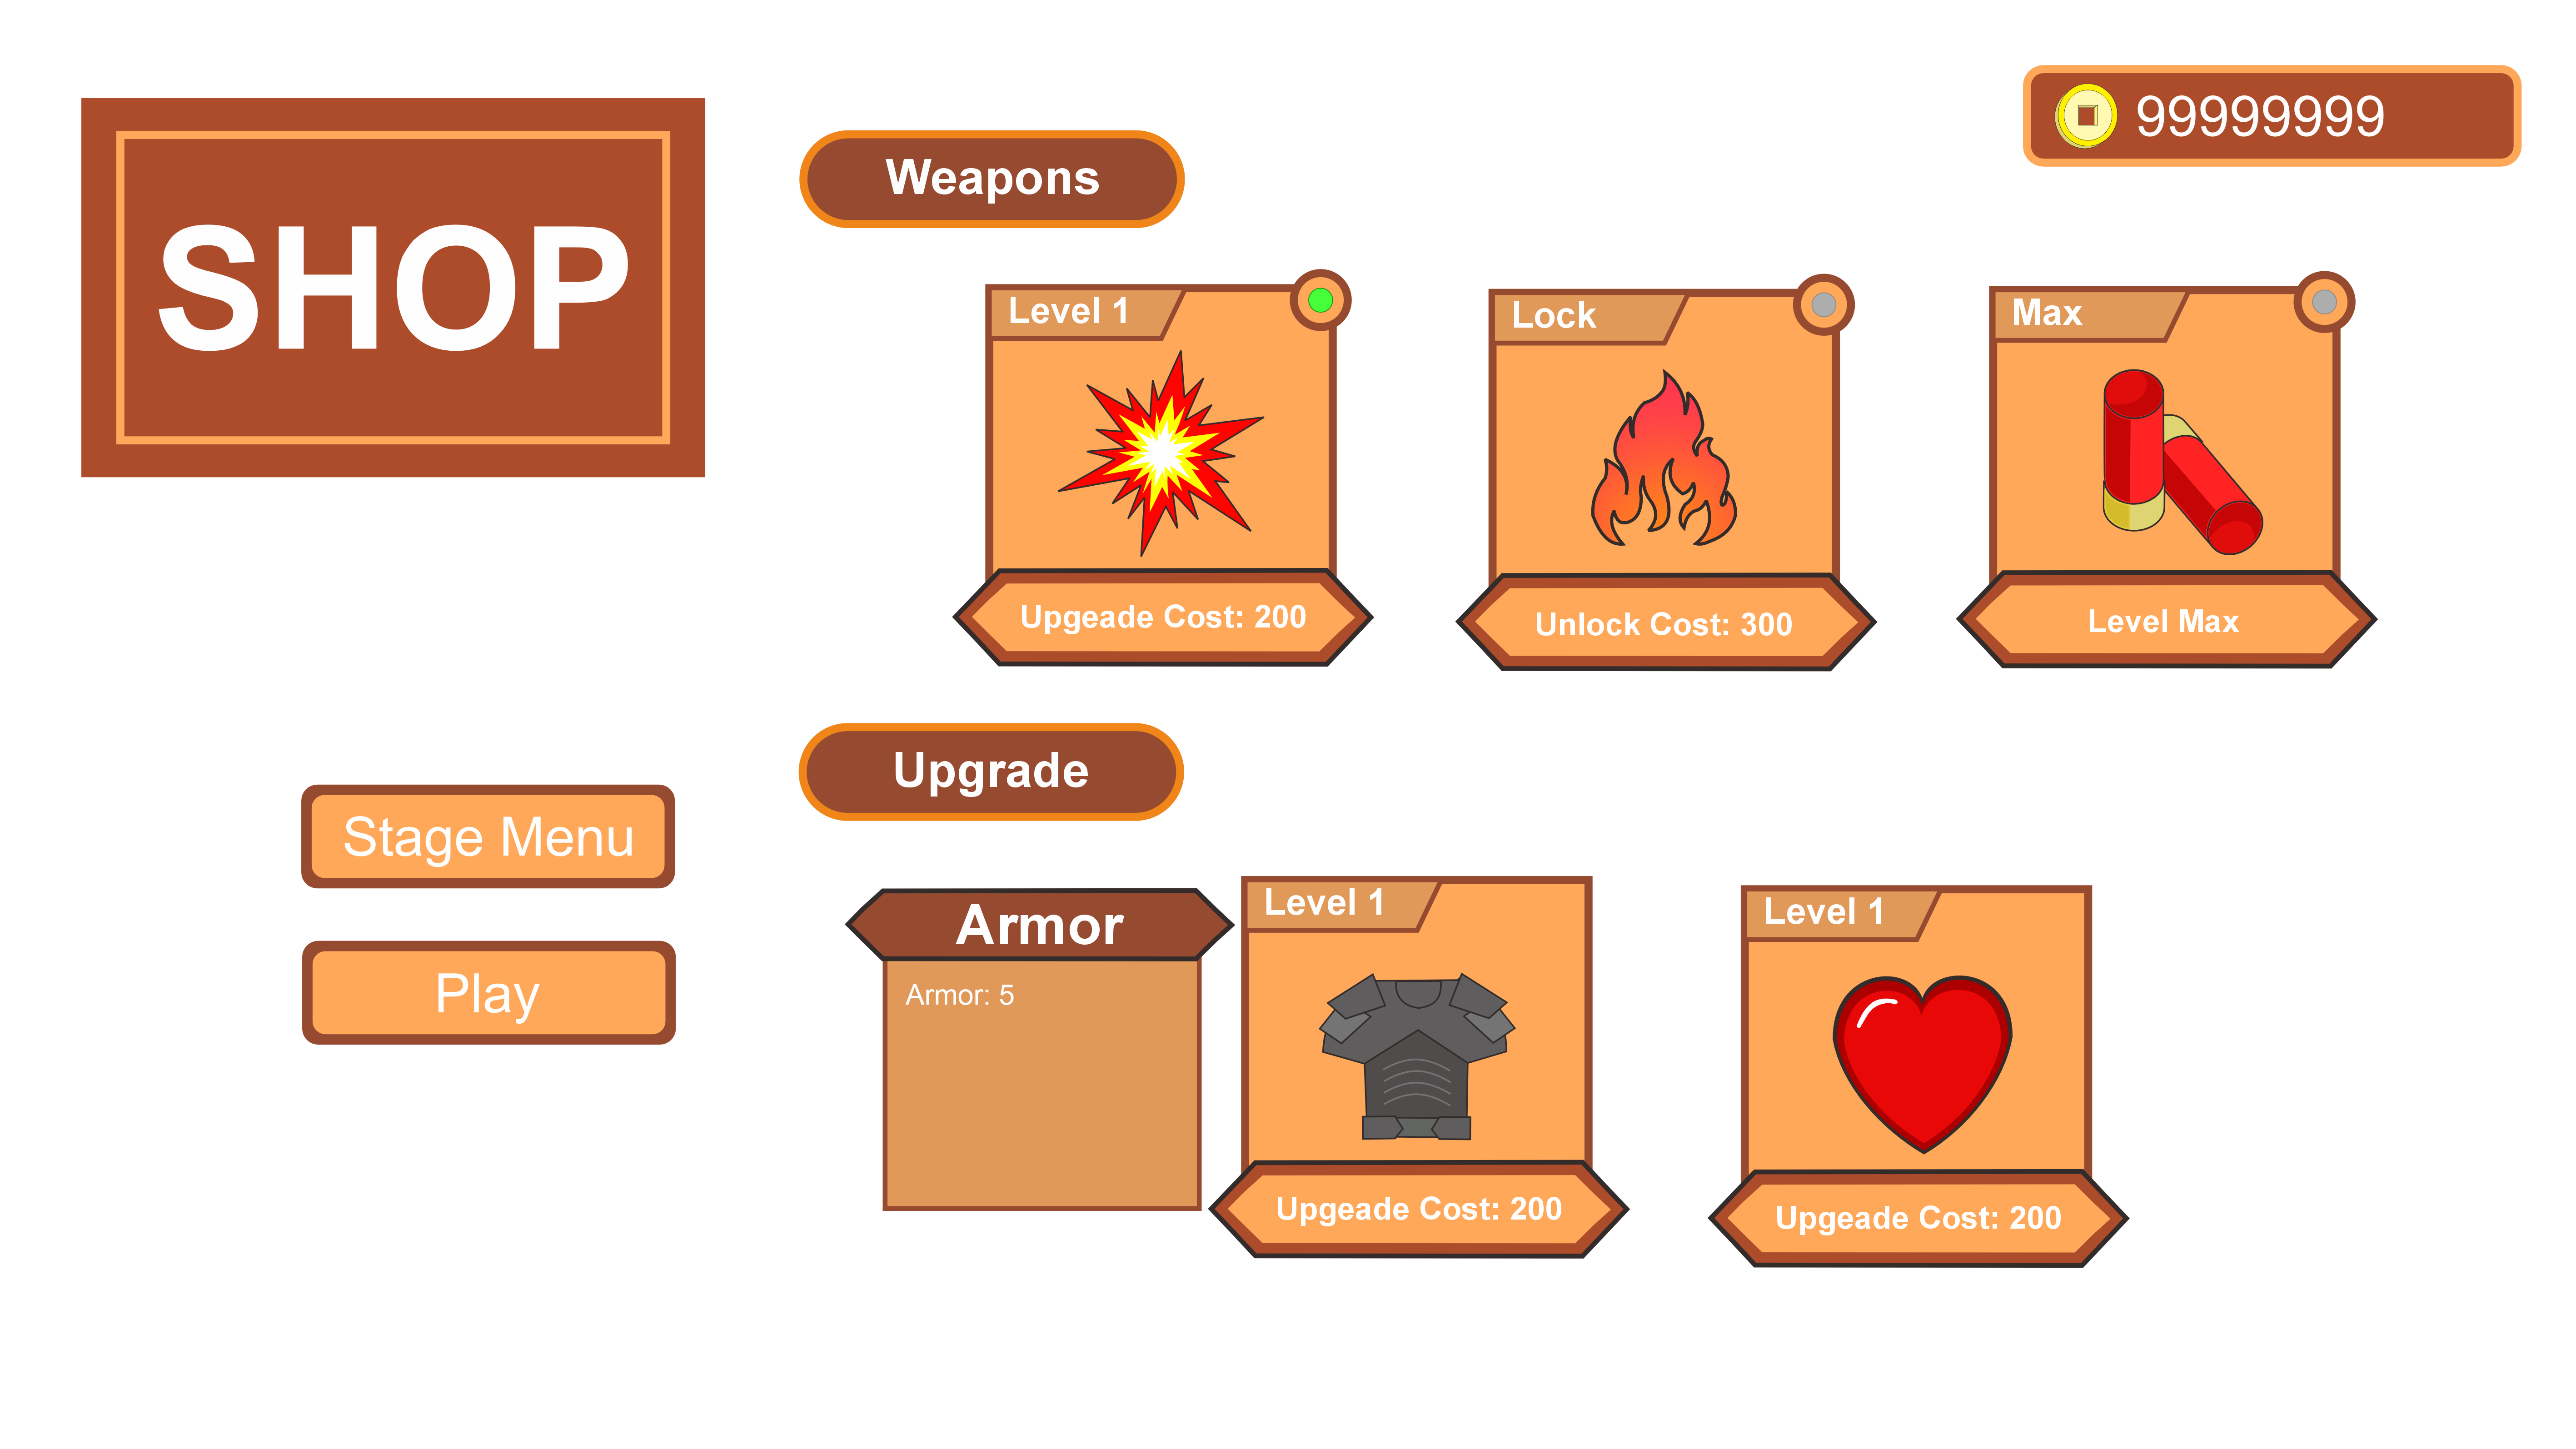 SHOP
99999999
Weapons
Level 1
Upgeade Cost: 200
Lock
Unlock Cost: 300
Max
Level Max
Stage Menu
Play
Upgrade
Armor
Armor: 5
Level 1
Upgeade Cost: 200
Level 1
Upgeade Cost: 200